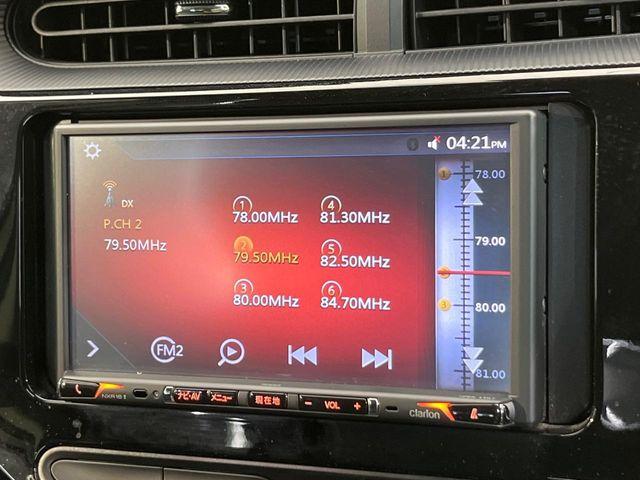 04:21PM
DX
P.CH 2
79.50MHz
1
78.00MHz
2
79.50MHz
3
80.00MHz
4
81.30MHz
5
82.50MHz
6
84.70MHz
1
78.00
79.00
3
80.00
81.00
FM2
ナビ・AV
メニュー
現在地
- VOL +
clarion